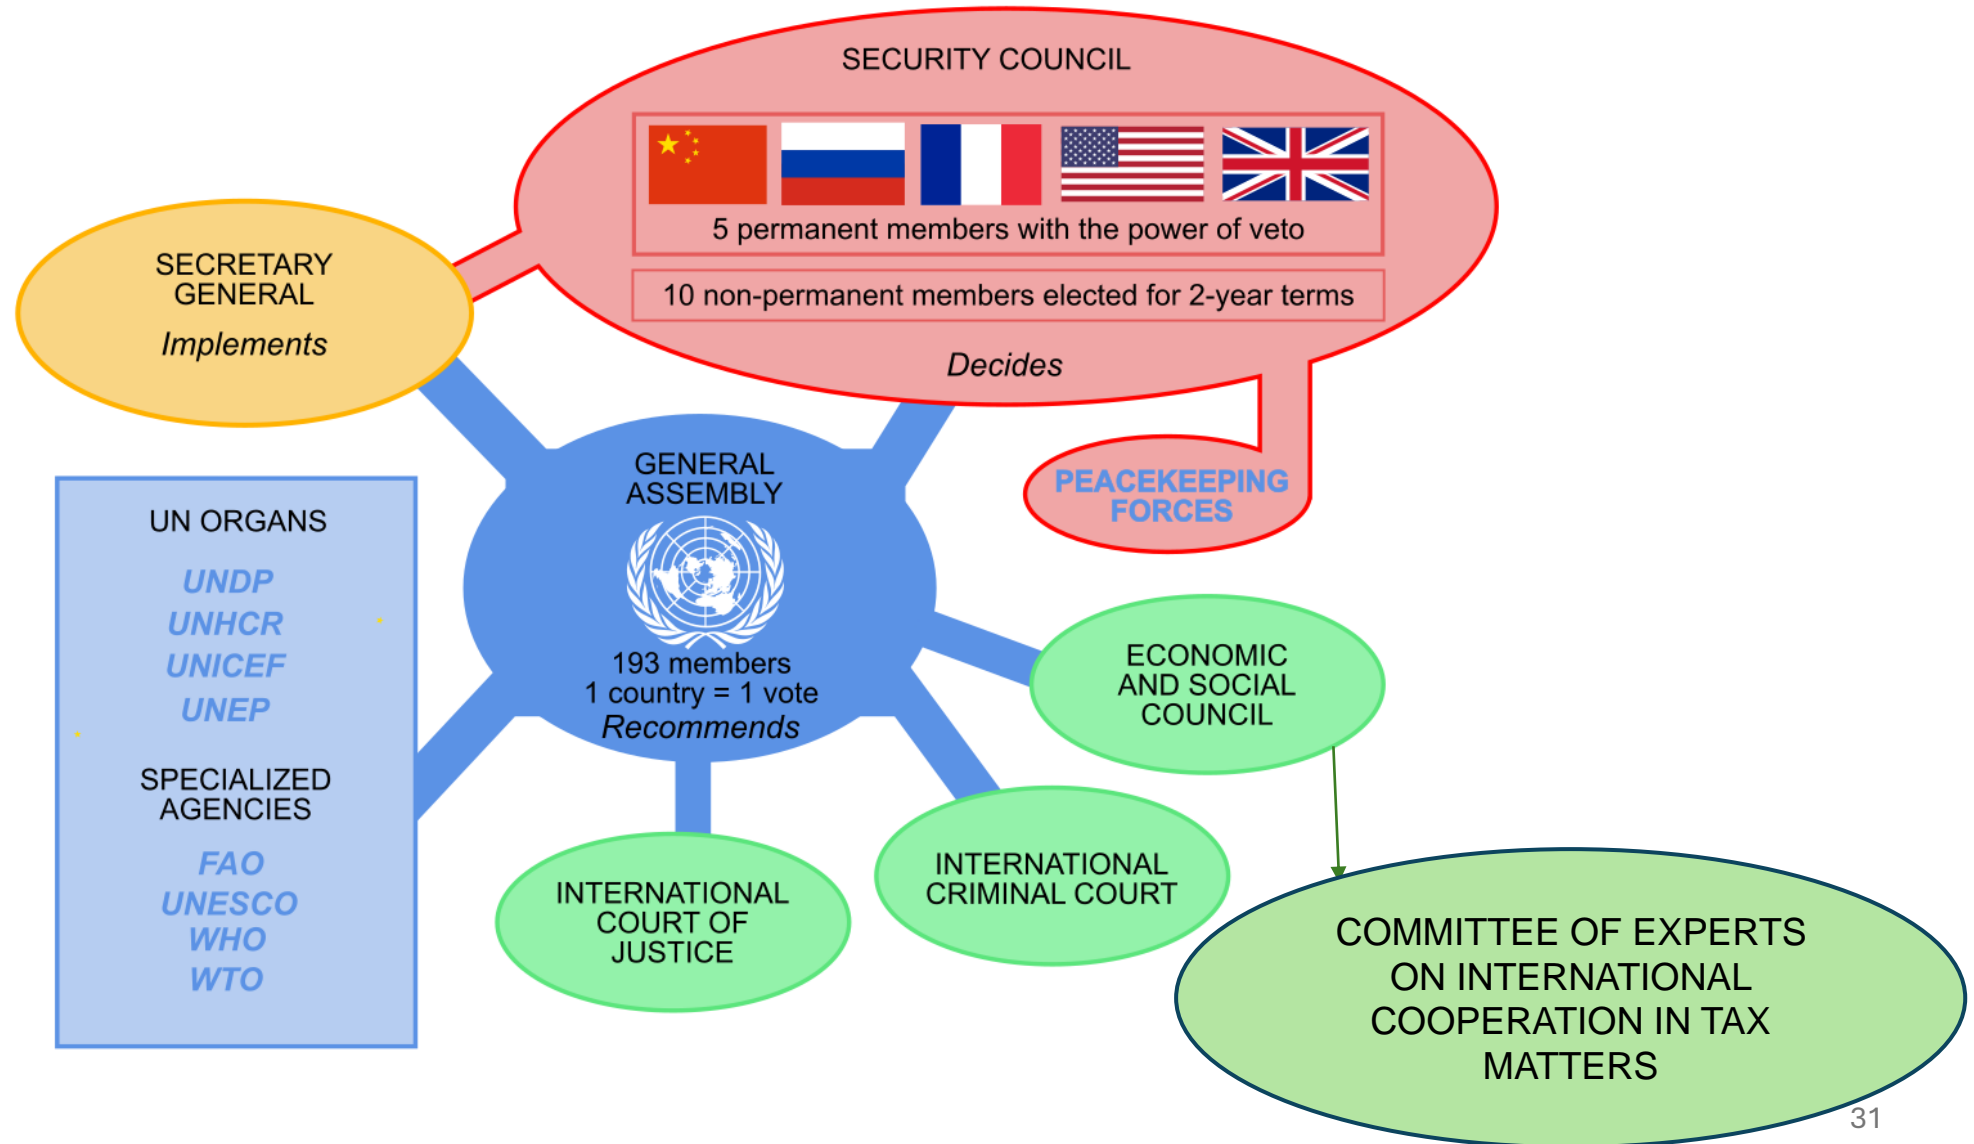 SECURITY COUNCIL
5 permanent members with the power of veto
10 non-permanent members elected for 2-year terms
Decides
SECRETARY
GENERAL
Implements
PEACEKEEPING
FORCES
GENERAL
ASSEMBLY
193 members
1 country = 1 vote
Recommends
UN ORGANS
UNDP
UNHCR
UNICEF
UNEP
SPECIALIZED
AGENCIES
FAO
UNESCO
WHO
WTO
ECONOMIC
AND SOCIAL
COUNCIL
INTERNATIONAL
CRIMINAL COURT
INTERNATIONAL
COURT OF
JUSTICE
COMMITTEE OF EXPERTS
ON INTERNATIONAL
COOPERATION IN TAX
MATTERS
31